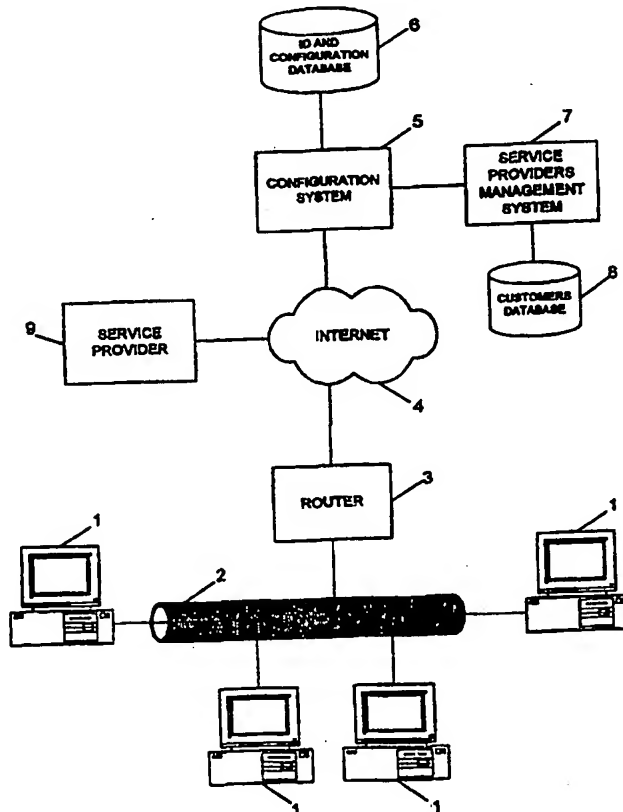 ID AND
CONFIGURATION
DATABASE
6
5
7
CONFIGURATION
SYSTEM
SERVICE
PROVIDERS
MANAGEMENT
SYSTEM
CUSTOMERS
DATABASE
8
9
SERVICE
PROVIDER
INTERNET
4
ROUTER
3
1
2
1
1
1